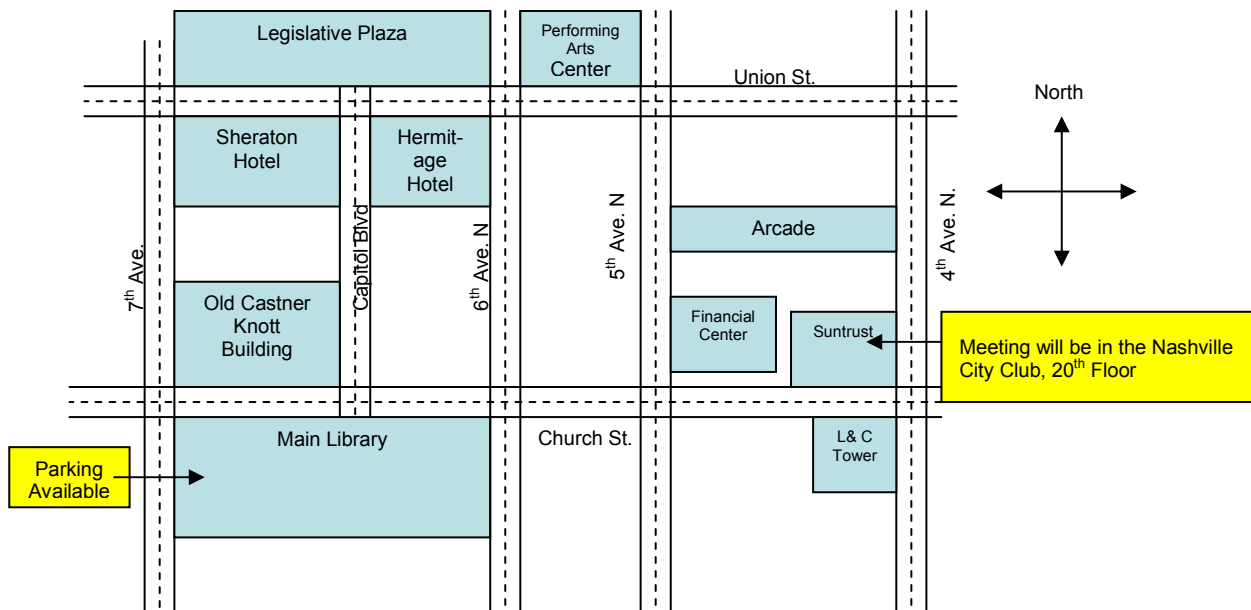 Legislative Plaza
Performing
Arts
Center
Union St.
North
Sheraton
Hotel
Hermit-
age
Hotel
7th Ave.
Capitol Blvd
6th Ave. N
5th Ave. N
4th Ave. N.
Arcade
Old Castner
Knott
Building
Financial
Center
Suntrust
Meeting will be in the Nashville
City Club, 20th Floor
Main Library
Church St.
L& C
Tower
Parking
Available